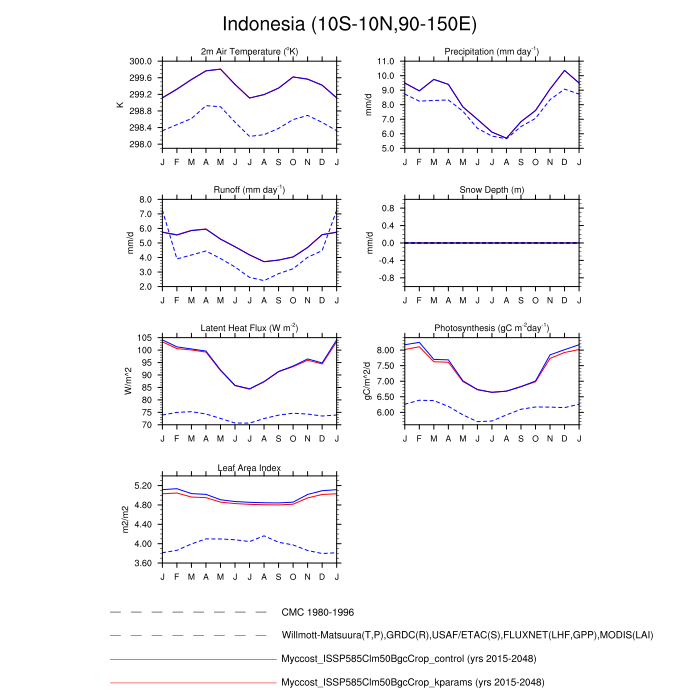 Indonesia (10S-10N,90-150E)
2m Air Temperature (°K)
300.0
299.6
299.2
298.8
298.4
298.0
K
J F M A M J J A S O N D J
Precipitation (mm day⁻¹)
11.0
10.0
9.0
8.0
7.0
6.0
5.0
mm/d
J F M A M J J A S O N D J
Runoff (mm day⁻¹)
8.0
7.0
6.0
5.0
4.0
3.0
2.0
mm/d
J F M A M J J A S O N D J
Snow Depth (m)
0.8
0.4
0.0
-0.4
-0.8
mm/d
J F M A M J J A S O N D J
Latent Heat Flux (W m⁻²)
105
100
95
90
85
80
75
70
W/m^2
J F M A M J J A S O N D J
Photosynthesis (gC m⁻²day⁻¹)
8.00
7.50
7.00
6.50
6.00
gC/m^2/d
J F M A M J J A S O N D J
Leaf Area Index
5.20
4.80
4.40
4.00
3.60
m2/m2
J F M A M J J A S O N D J
CMC 1980-1996
Willmott-Matsuura(T,P),GRDC(R),USAF/ETAC(S),FLUXNET(LHF,GPP),MODIS(LAI)
Myccost_ISSP585Clm50BgcCrop_control (yrs 2015-2048)
Myccost_ISSP585Clm50BgcCrop_kparams (yrs 2015-2048)